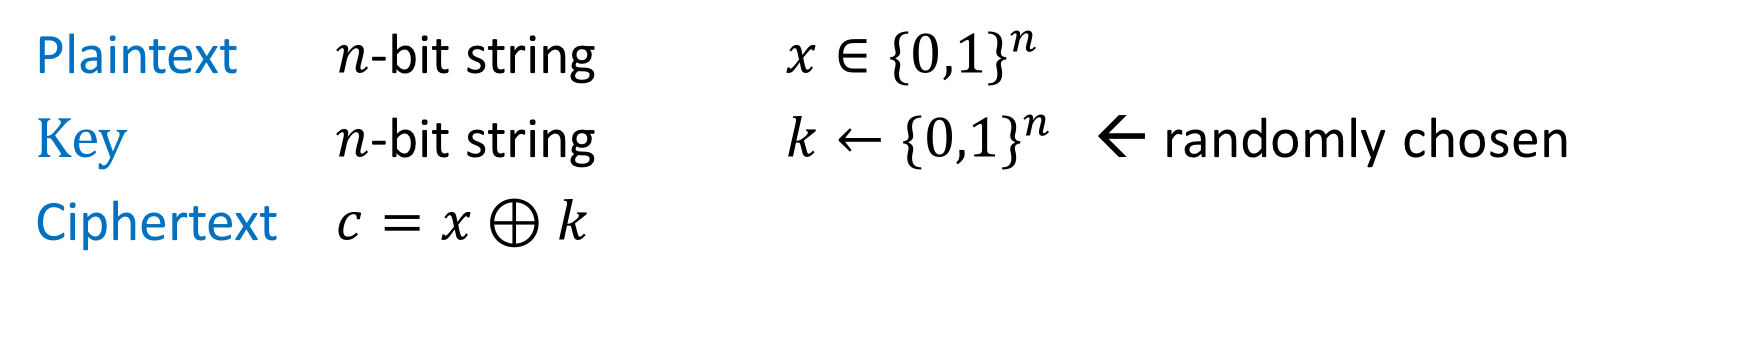 Plaintext n-bit string x ∈ {0,1}ⁿ
Key n-bit string k ← {0,1}ⁿ ← randomly chosen
Ciphertext c = x ⊕ k